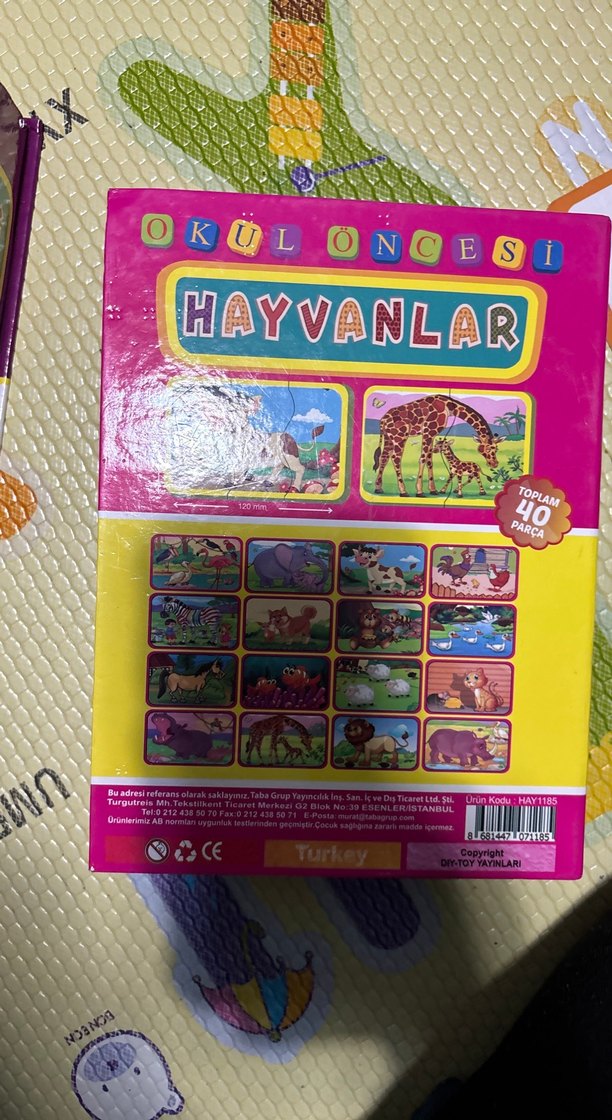 OKUL ÖNCESİ
HAYVANLAR
120 mm
TOPLAM
40
PARÇA
Bu adresi referans olarak saklayınız.Taba Grup Yayıncılık İnş. San. İç ve Dış Ticaret Ltd. Şti.
Turgutreis Mh.Tekstilkent Ticaret Merkezi G2 Blok No:39 ESENLER/İSTANBUL
Tel:0 212 438 50 70 Fax:0 212 438 50 71 E-Posta: murat@tabagrup.com
Ürünlerimiz AB normları uygunluk testlerinden geçmiştir.Çocuk sağlığına zararlı madde içermez.
Ürün Kodu : HAY1185
8 681447 071185
CE
Turkey
Copyright
DIY-TOY YAYINLARI